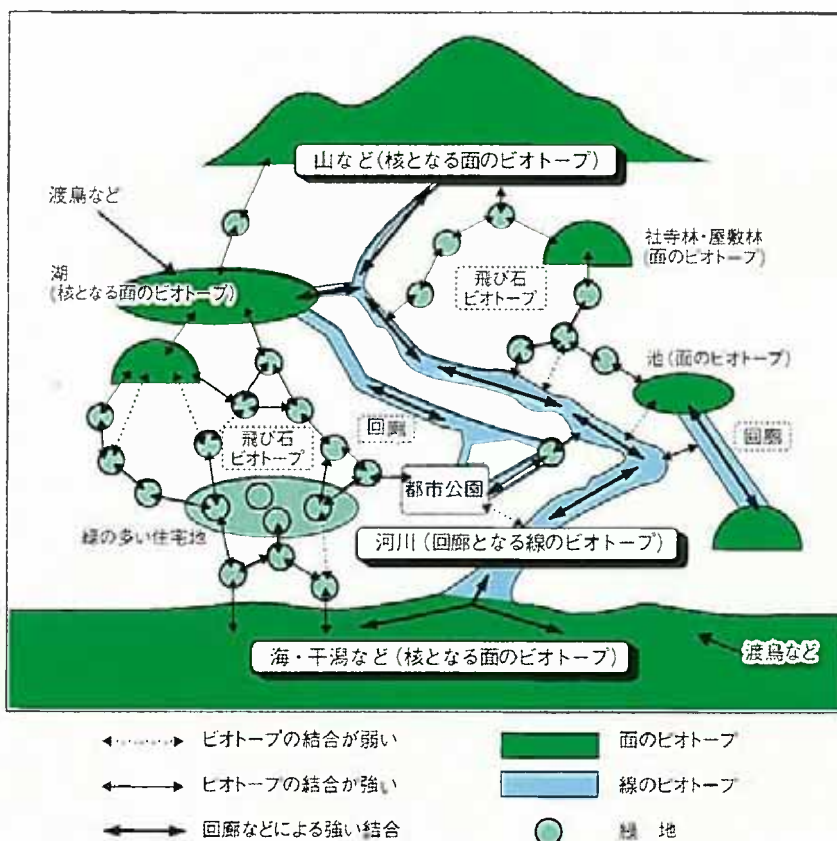 山など(核となる面のビオトープ)
渡鳥など
社寺林・屋敷林
(面のビオトープ)
湖
(核となる面のビオトープ)
飛び石
ビオトープ
池(面のビオトープ)
回廊
飛び石
ビオトープ
回廊
都市公園
緑の多い住宅地
河川(回廊となる線のビオトープ)
海・干潟など(核となる面のビオトープ)
渡鳥など
ビオトープの結合が弱い
面のビオトープ
ビオトープの結合が強い
線のビオトープ
回廊などによる強い結合
緑 地